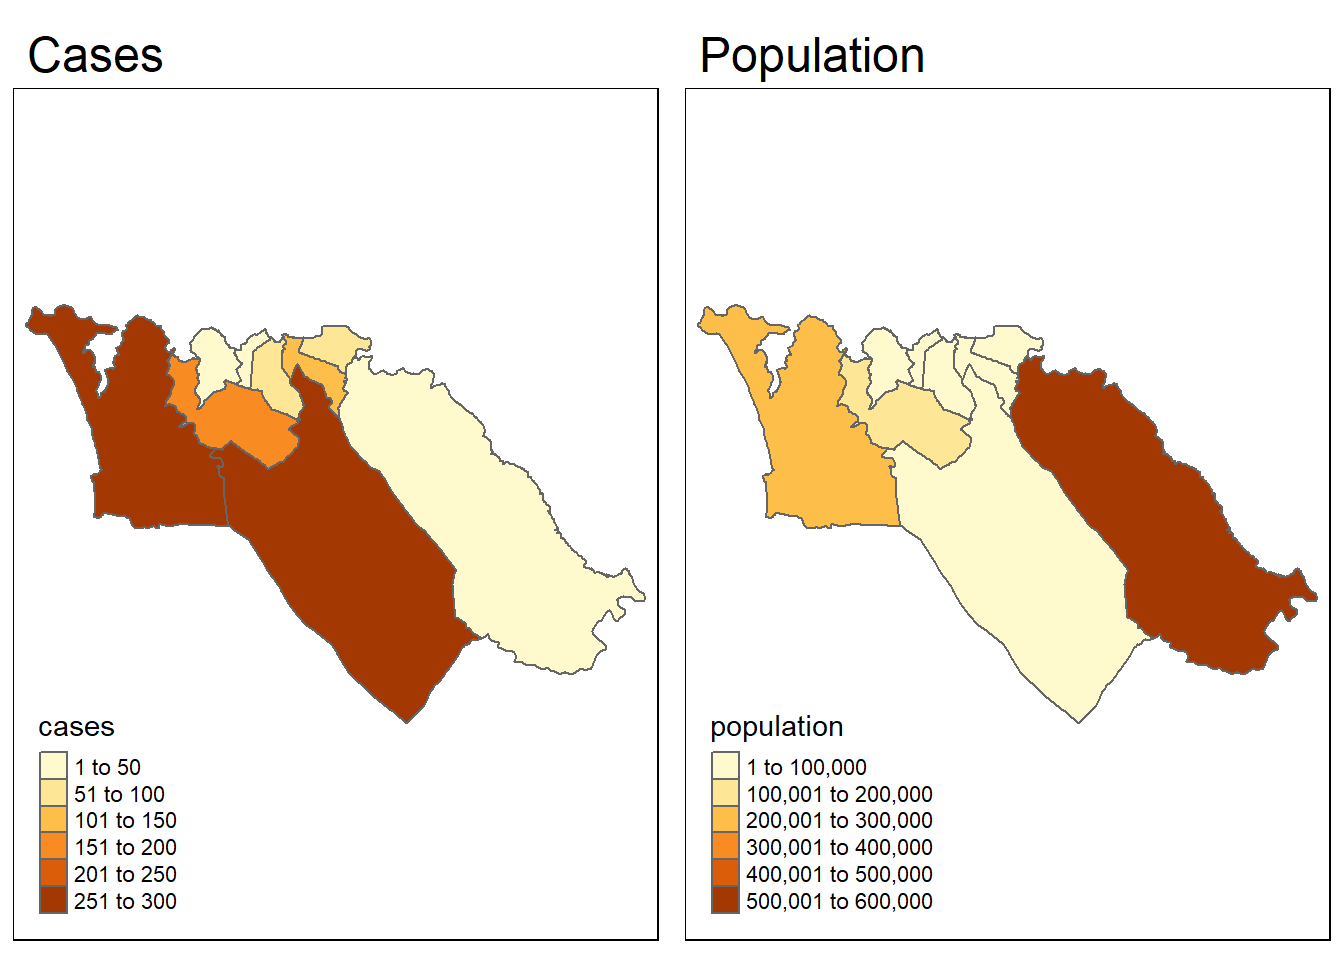 Cases
Population
cases
1 to 50
51 to 100
101 to 150
151 to 200
201 to 250
251 to 300
population
1 to 100,000
100,001 to 200,000
200,001 to 300,000
300,001 to 400,000
400,001 to 500,000
500,001 to 600,000